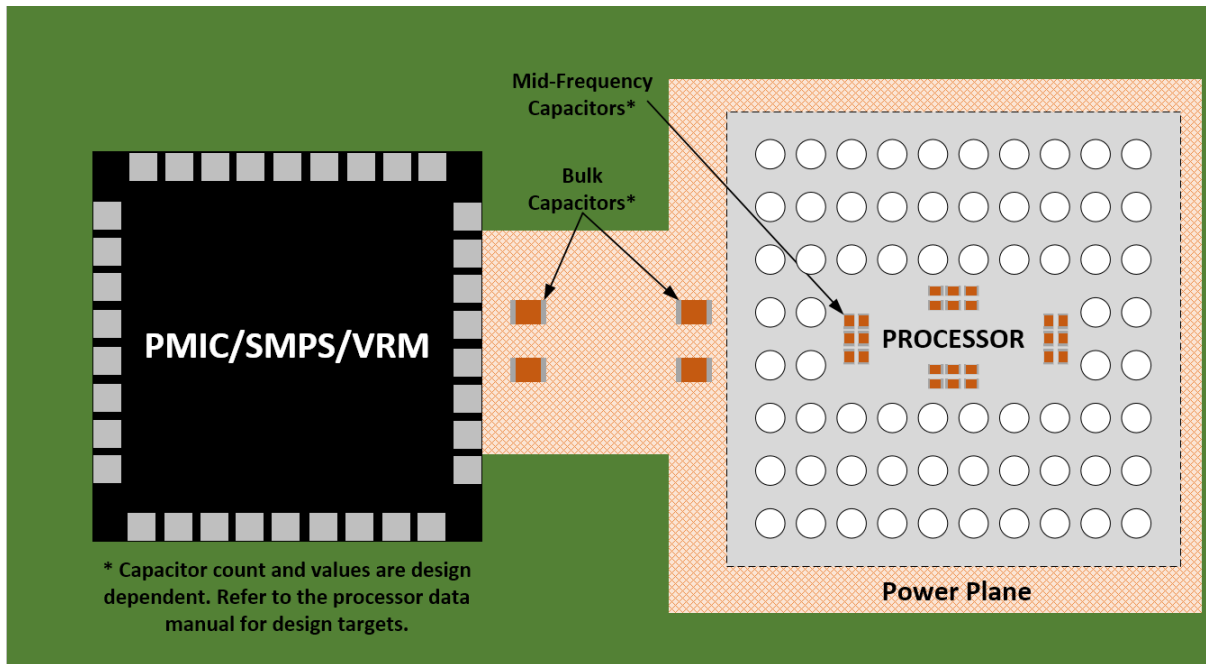 Mid-Frequency
Capacitors*
Bulk
Capacitors*
PMIC/SMPS/VRM
PROCESSOR
* Capacitor count and values are design
dependent. Refer to the processor data
manual for design targets.
Power Plane